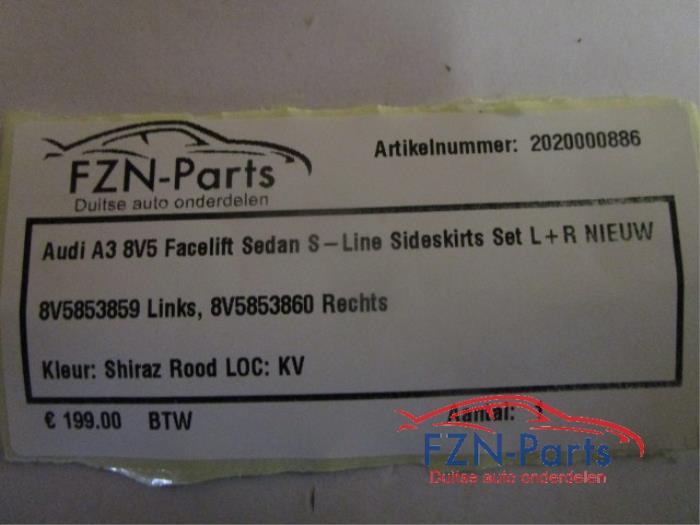 FZN-Parts
Duitse auto onderdelen
Artikelnummer: 2020000886
Audi A3 8V5 Facelift Sedan S-Line Sideskirts Set L+R NIEUW
8V5853859 Links, 8V5853860 Rechts
Kleur: Shiraz Rood LOC: KV
€ 199.00 BTW
Aantal:
FZN-Parts
Duitse auto onderdelen